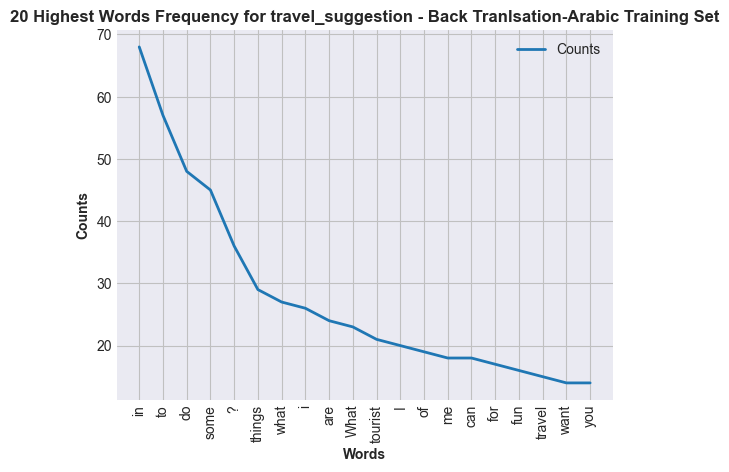 20 Highest Words Frequency for travel_suggestion - Back Tranlsation-Arabic Training Set
Counts
70
60
50
40
30
20
Counts
in
to
do
some
?
things
what
i
are
What
tourist
I
of
me
can
for
fun
travel
want
you
Words